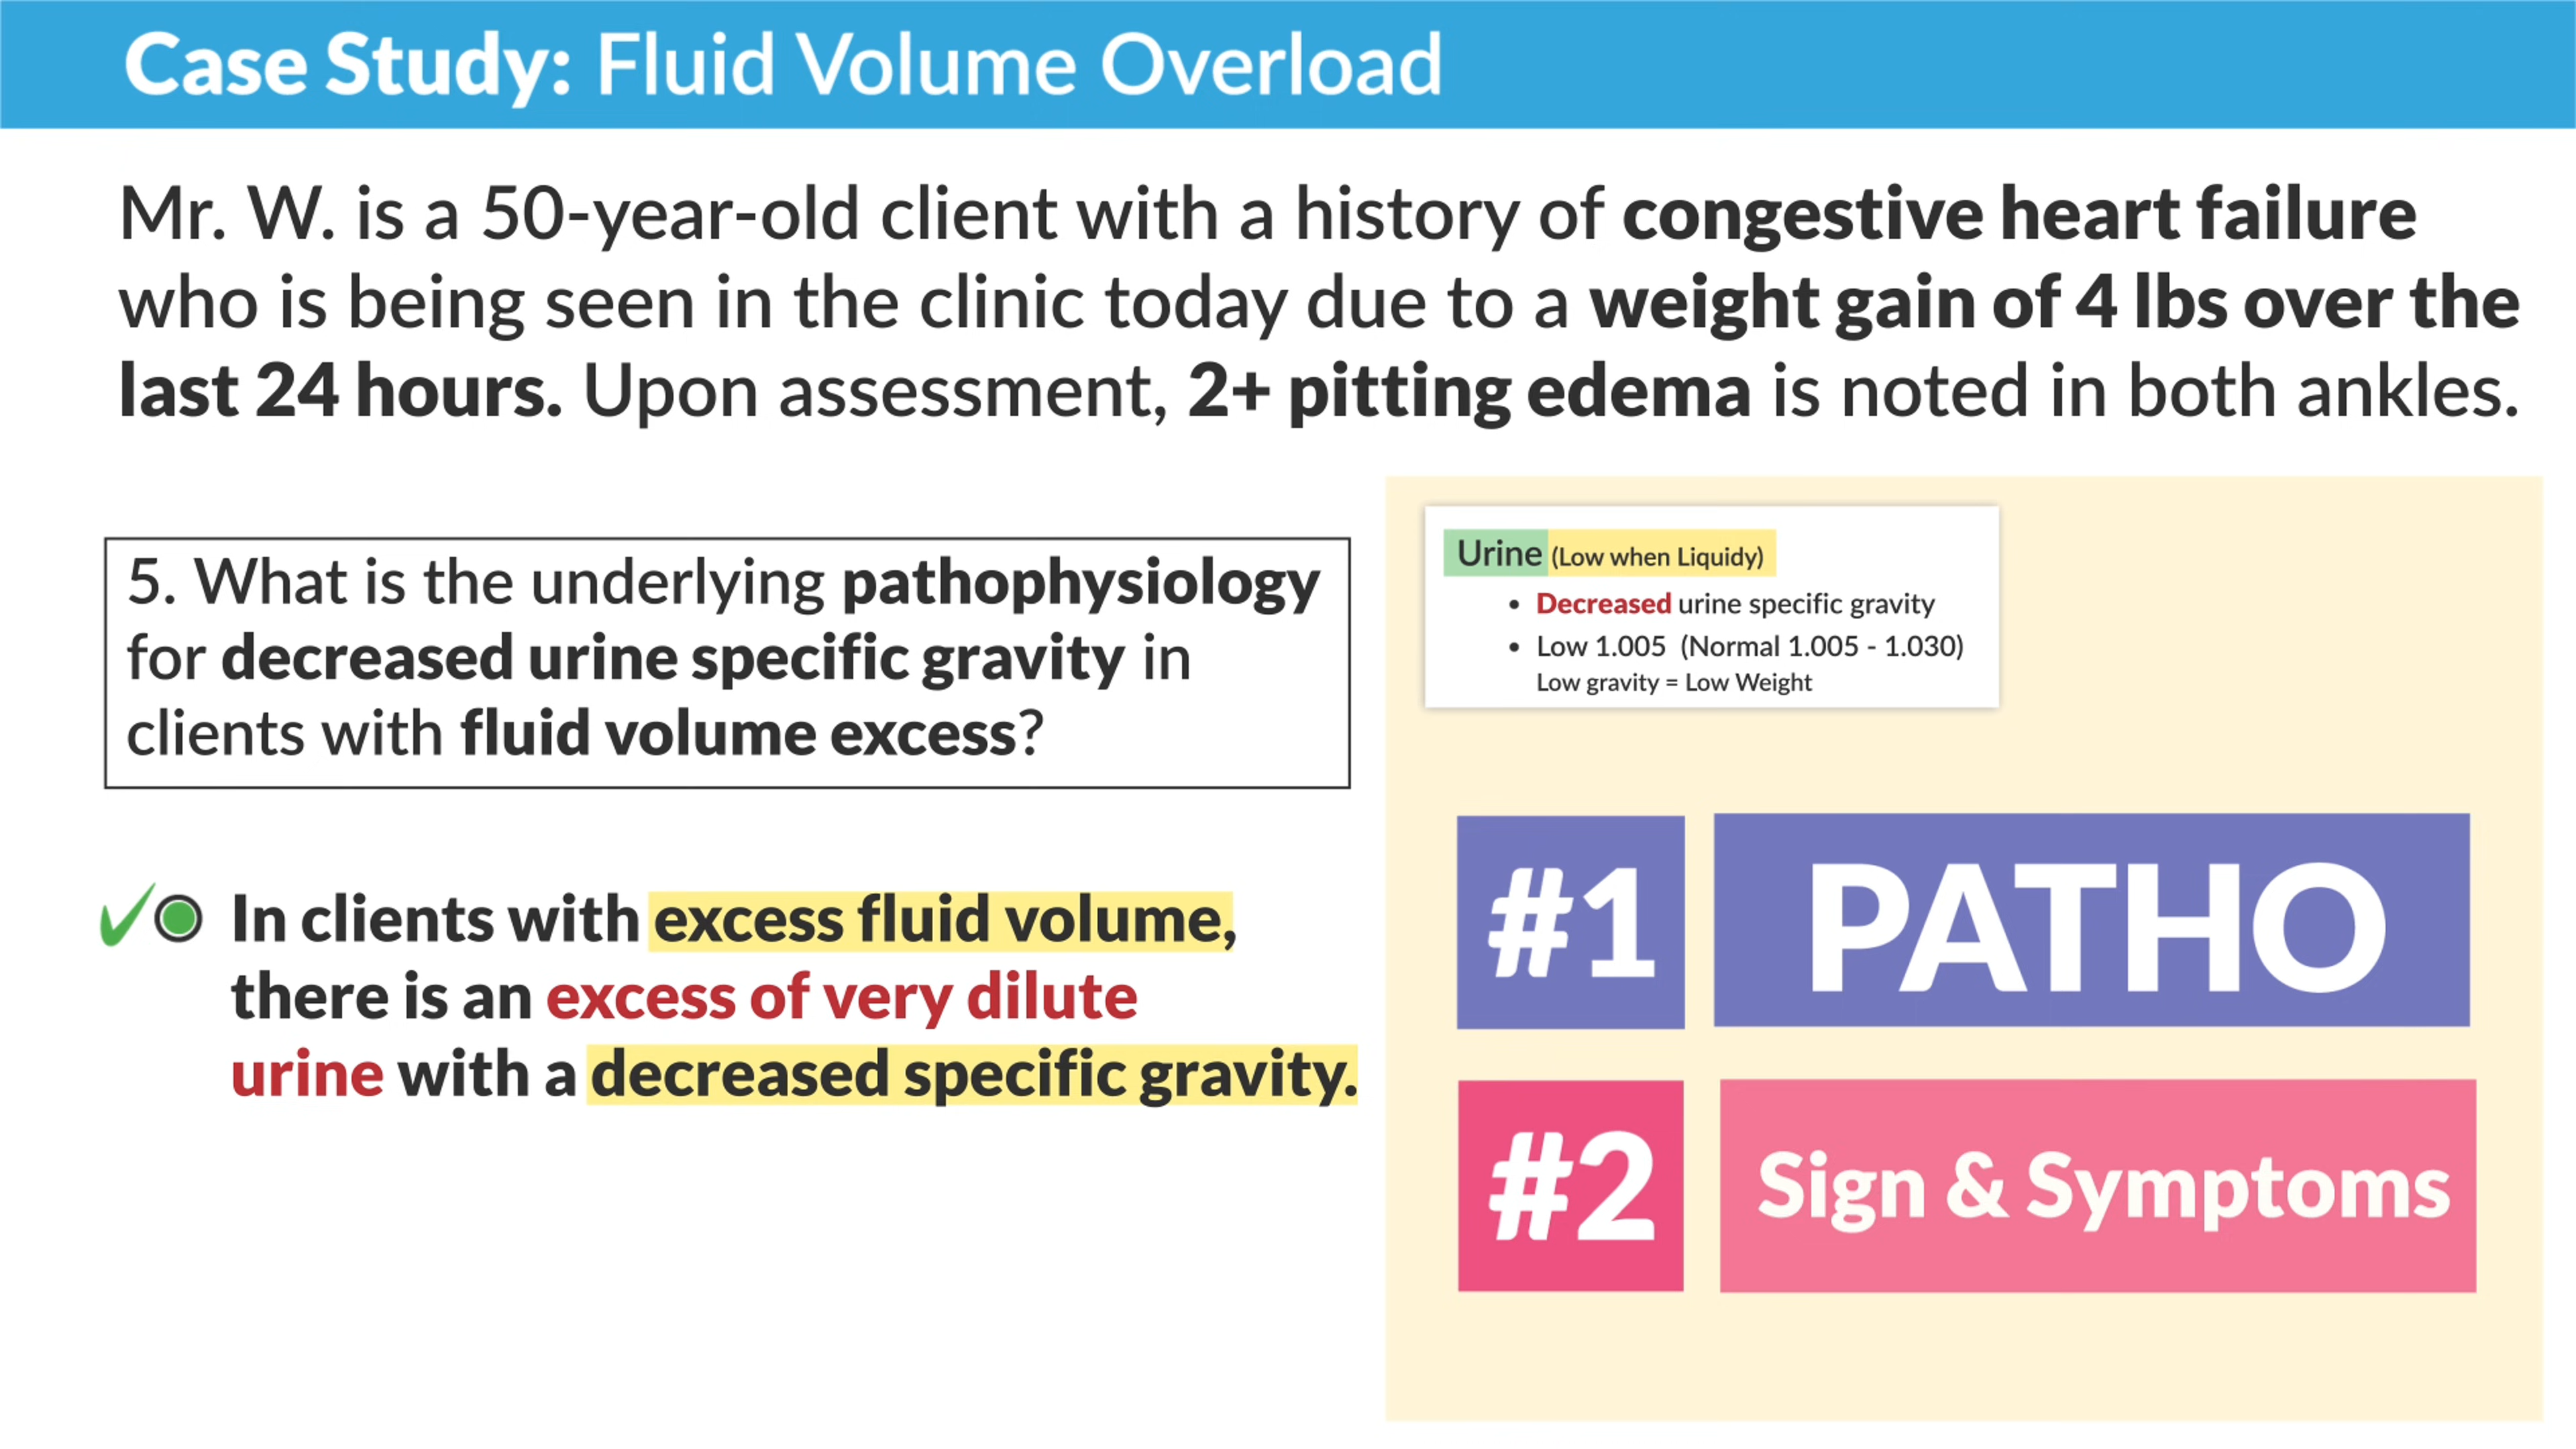 Case Study: Fluid Volume Overload
Mr. W. is a 50-year-old client with a history of congestive heart failure
who is being seen in the clinic today due to a weight gain of 4 lbs over the
last 24 hours. Upon assessment, 2+ pitting edema is noted in both ankles.
5. What is the underlying pathophysiology
for decreased urine specific gravity in
clients with fluid volume excess?
In clients with excess fluid volume,
there is an excess of very dilute
urine with a decreased specific gravity.
Urine (Low when Liquidy)
• Decreased urine specific gravity
• Low 1.005 (Normal 1.005 - 1.030)
Low gravity = Low Weight
#1 PATHO
#2 Sign & Symptoms